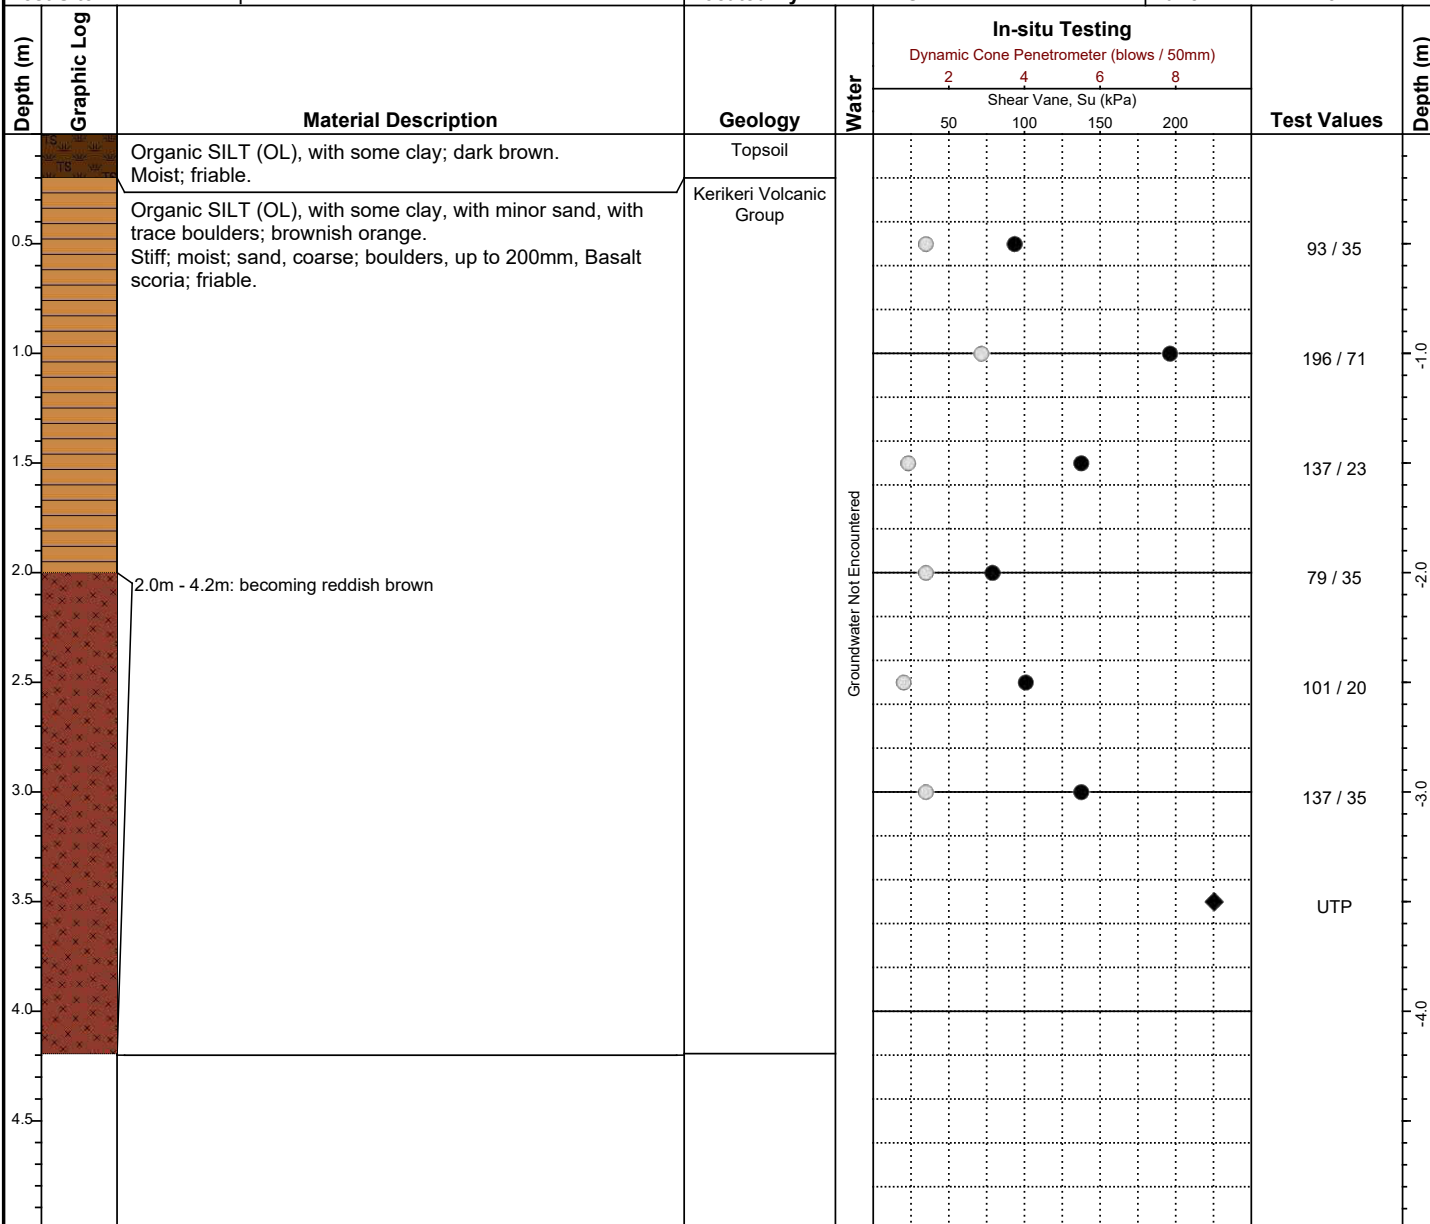 Depth (m)
Graphic Log
Material Description
Geology
Water
In-situ Testing
Dynamic Cone Penetrometer (blows / 50mm)
2 4 6 8
Shear Vane, Su (kPa)
50 100 150 200
Test Values
Depth (m)
TS
TS TS
Organic SILT (OL), with some clay; dark brown.
Moist; friable.
Topsoil
Organic SILT (OL), with some clay, with minor sand, with
trace boulders; brownish orange.
Stiff; moist; sand, coarse; boulders, up to 200mm, Basalt
scoria; friable.
Kerikeri Volcanic
Group
0.5
93 / 35
1.0
196 / 71
-1.0
1.5
137 / 23
Groundwater Not Encountered
2.0
2.0m - 4.2m: becoming reddish brown
79 / 35
-2.0
2.5
101 / 20
3.0
137 / 35
-3.0
3.5
UTP
4.0
-4.0
4.5